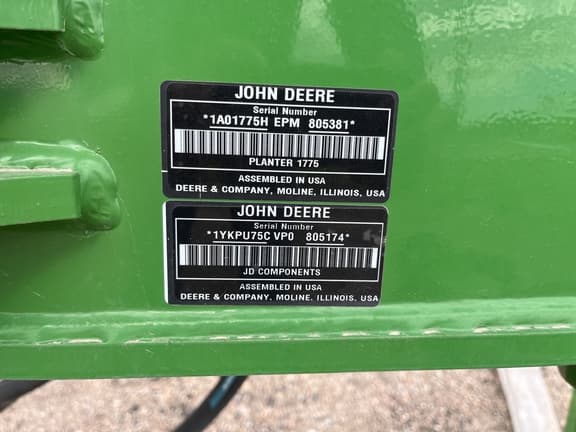 JOHN DEERE
Serial Number
*1A01775H EPM 805381*
PLANTER 1775
ASSEMBLED IN USA
DEERE & COMPANY, MOLINE, ILLINOIS, USA
JOHN DEERE
Serial Number
*1YKPU75C VP0 805174*
JD COMPONENTS
ASSEMBLED IN USA
DEERE & COMPANY, MOLINE, ILLINOIS, USA